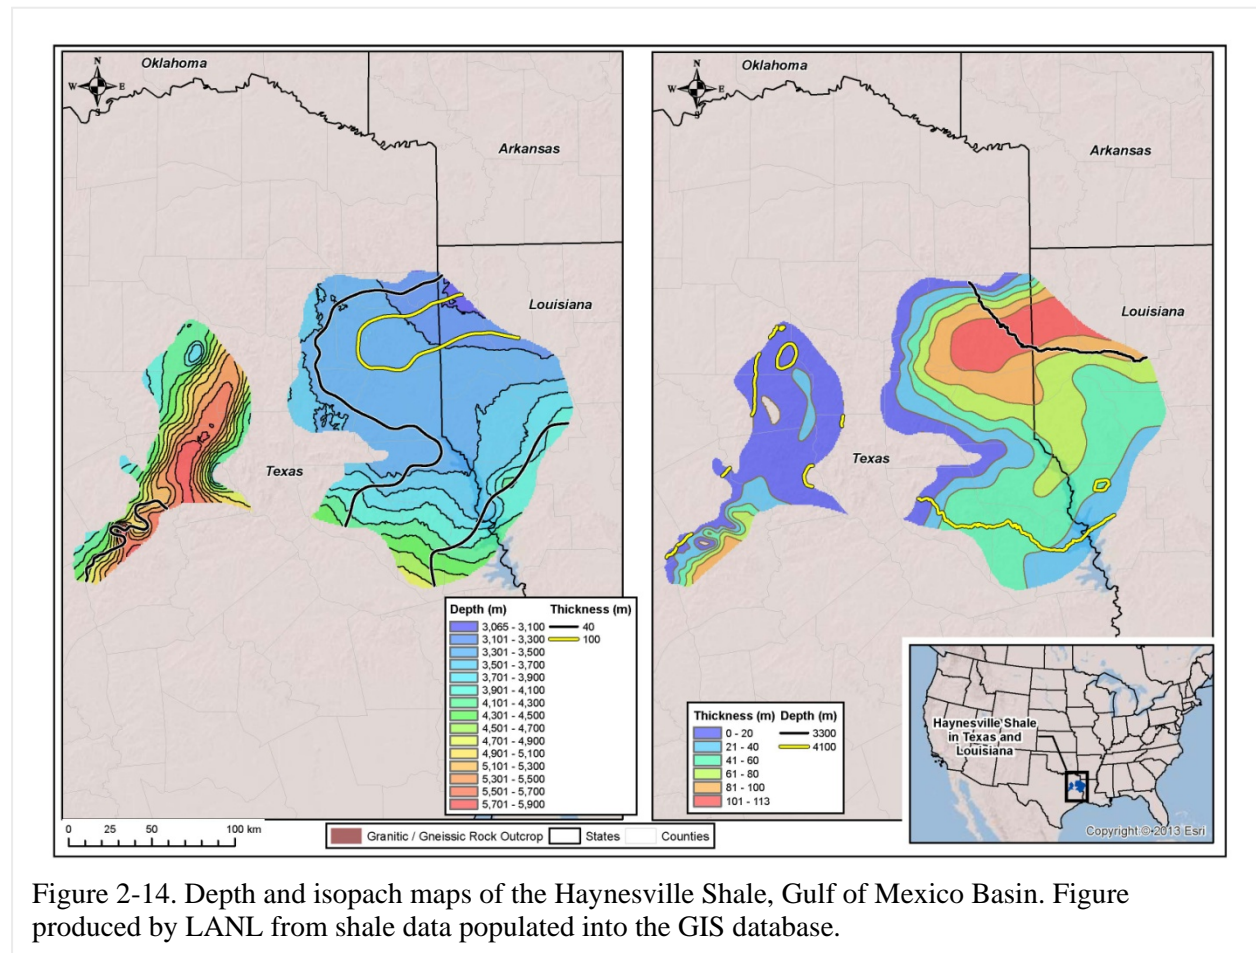 Oklahoma
N
W E
S
Arkansas
Louisiana
Texas
Depth (m) Thickness (m)
3,065 - 3,100 40
3,101 - 3,300 100
3,301 - 3,500
3,501 - 3,700
3,701 - 3,900
3,901 - 4,100
4,101 - 4,300
4,301 - 4,500
4,501 - 4,700
4,701 - 4,900
4,901 - 5,100
5,101 - 5,300
5,301 - 5,500
5,501 - 5,700
5,701 - 5,900
Oklahoma
N
W E
S
Arkansas
Louisiana
Texas
Thickness (m) Depth (m)
0 - 20 3300
21 - 40 4100
41 - 60
61 - 80
81 - 100
101 - 113
Haynesville Shale
in Texas and
Louisiana
Copyright:© 2013 Esri
0 25 50 100 km
Granitic / Gneissic Rock Outcrop States Counties
Figure 2-14. Depth and isopach maps of the Haynesville Shale, Gulf of Mexico Basin. Figure
produced by LANL from shale data populated into the GIS database.